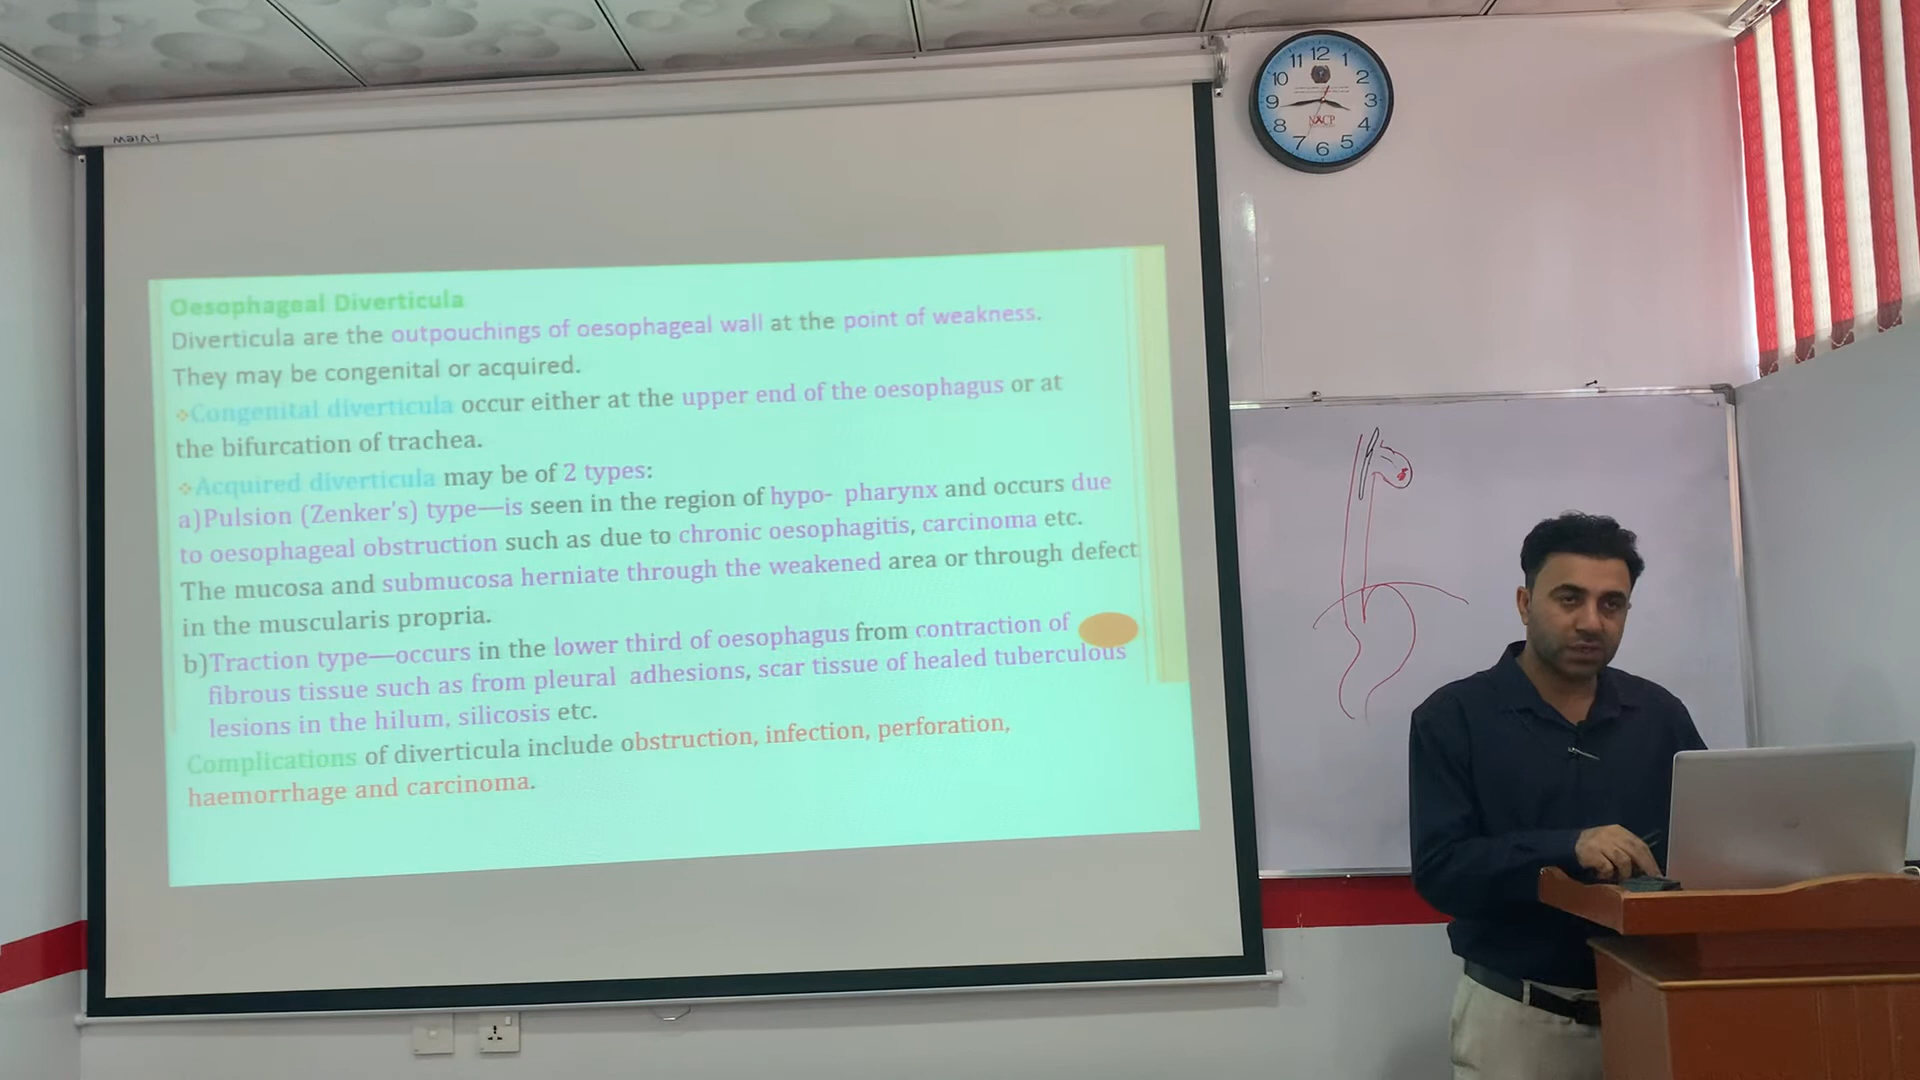 Oesophageal Diverticula
Diverticula are the outpouchings of oesophageal wall at the point of weakness.
They may be congenital or acquired.
❖Congenital diverticula occur either at the upper end of the oesophagus or at
the bifurcation of trachea.
❖Acquired diverticula may be of 2 types:
a)Pulsion (Zenker's) type—is seen in the region of hypo- pharynx and occurs due
to oesophageal obstruction such as due to chronic oesophagitis, carcinoma etc.
The mucosa and submucosa herniate through the weakened area or through defect
in the muscularis propria.
b)Traction type—occurs in the lower third of oesophagus from contraction of
fibrous tissue such as from pleural adhesions, scar tissue of healed tuberculous
lesions in the hilum, silicosis etc.
Complications of diverticula include obstruction, infection, perforation,
haemorrhage and carcinoma.
I-VIEW
12 1 2 3 4 5 6 7 8 9 10 11